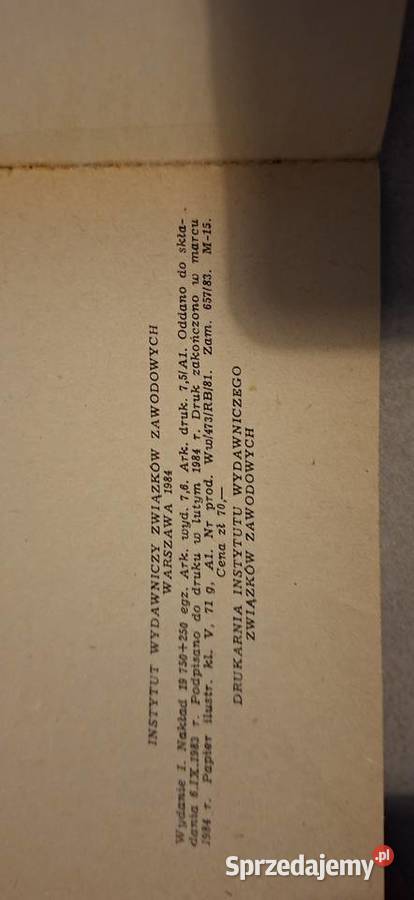 INSTYTUT WYDAWNICZY ZWIĄZKÓW ZAWODOWYCH
WARSZAWA 1984
Wydanie I. Nakład 19 750+250 egz. Ark. wyd. 7,6. Ark. druk. 7,5/A1. Oddano do skła-
dania 6.IX.1983 r. Podpisano do druku w lutym 1984 r. Druk zakończono w marcu
1984 r. Papier ilustr. kl. V, 71 g, A1. Nr prod. Ww/473/RB/81. Zam. 657/83. M-15.
Cena zł 70,—
DRUKARNIA INSTYTUTU WYDAWNICZEGO
ZWIĄZKÓW ZAWODOWYCH
Sprzedajemy.pl